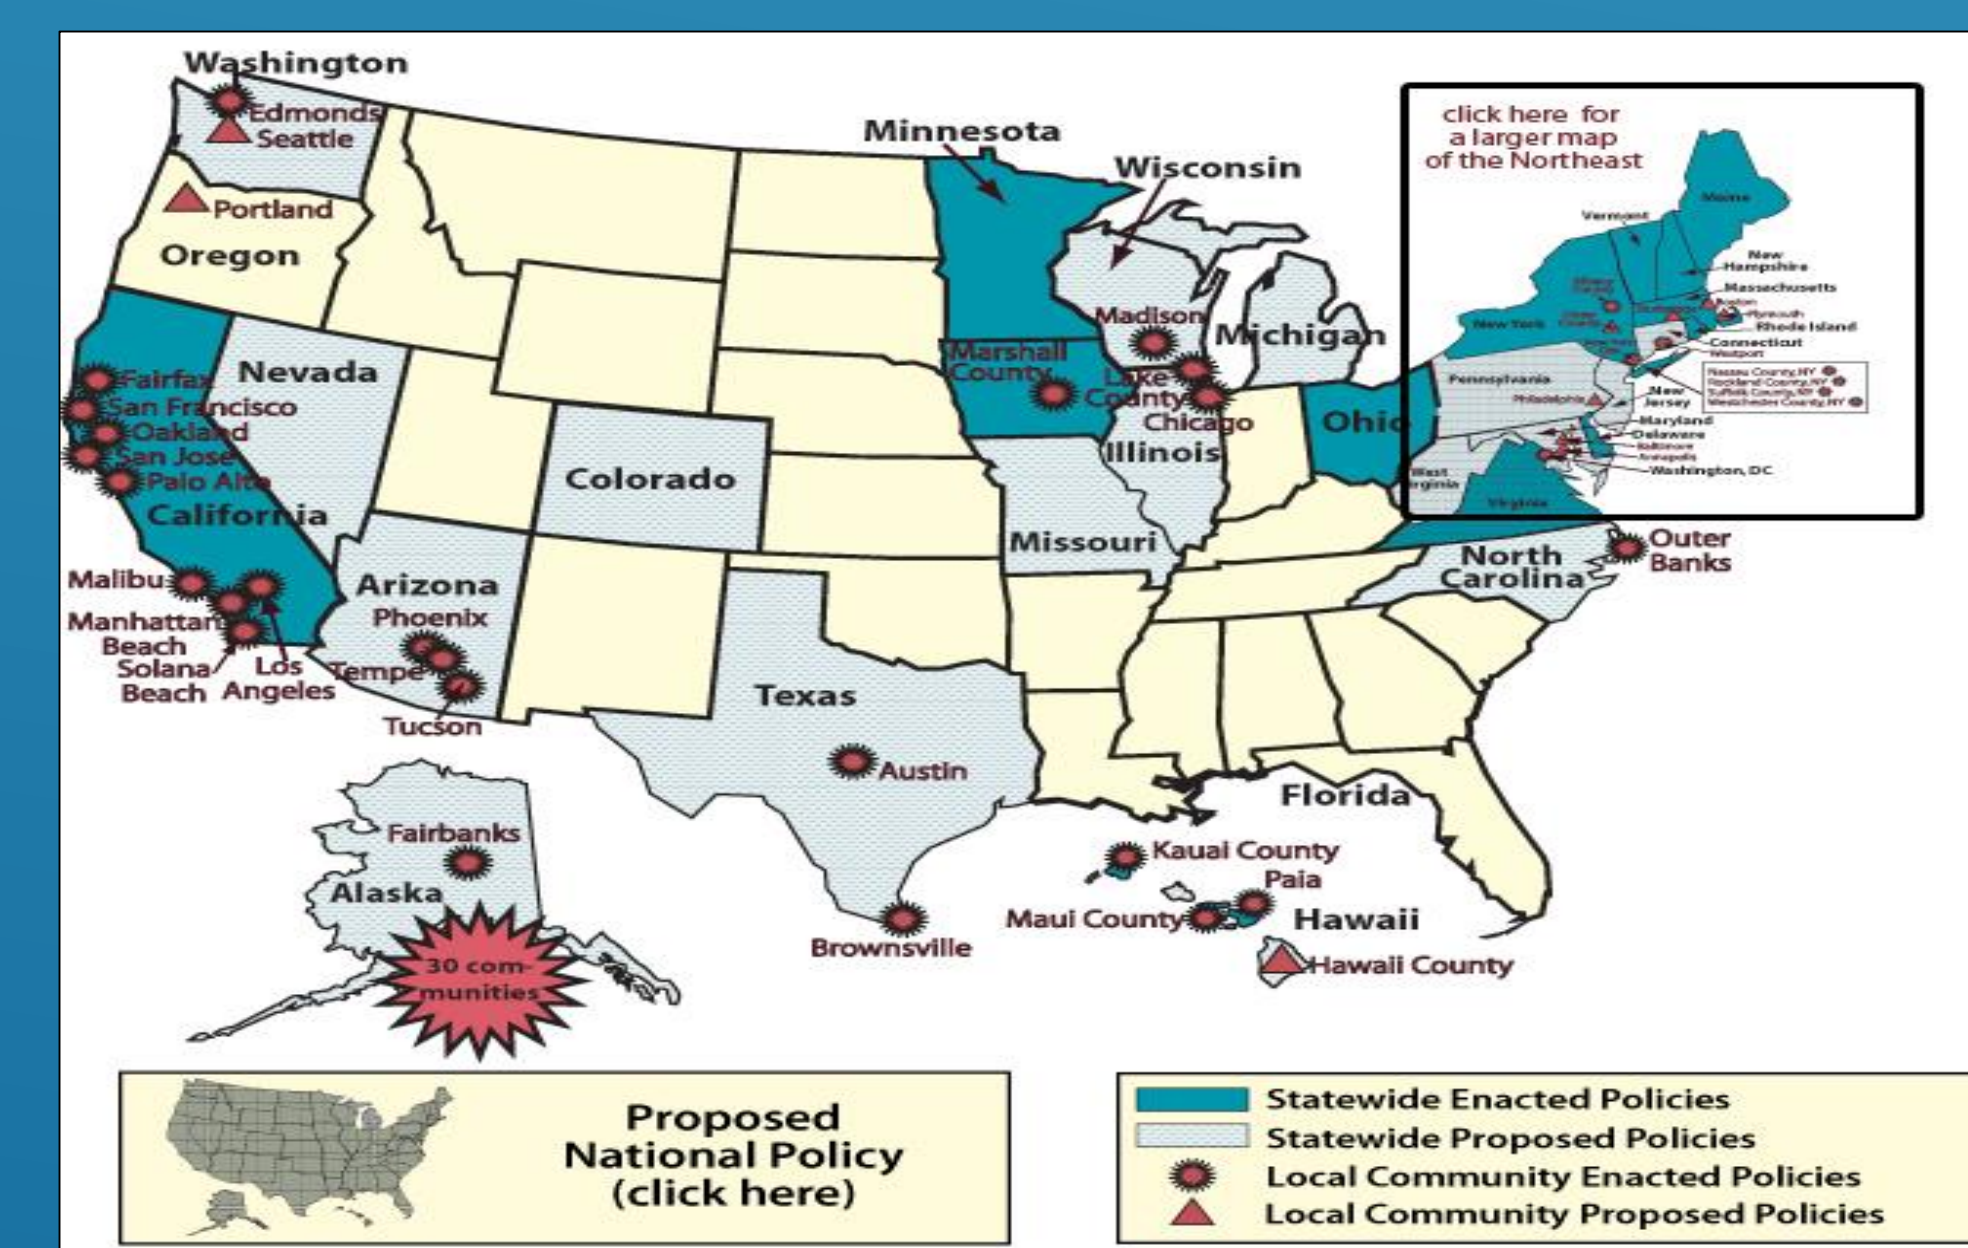 Washington
Edmonds
Seattle
Portland
Oregon
Minnesota
Wisconsin
Madison
Michigan
Marshall
County
Lake
County
Chicago
Illinois
Ohio
Nevada
Fairfax
San Francisco
Oakland
San Jose
Palo Alto
California
Colorado
Missouri
Malibu
Manhattan
Beach
Solana
Beach
Los
Angeles
Arizona
Phoenix
Tempe
Tucson
Texas
Austin
Brownsville
North
Carolina
Outer
Banks
Florida
Fairbanks
Alaska
30 com-
munities
Kauai County
Paia
Maui County
Hawaii
Hawaii County
click here for
a larger map
of the Northeast
Maine
Vermont
New
Hampshire
Massachusetts
Boston
Plymouth
Rhode Island
Connecticut
Westport
New York
Nassau County, NY
Rockland County, NY
Suffolk County, NY
Westchester County, NY
Pennsylvania
Philadelphia
New
Jersey
Maryland
Delaware
Baltimore
Annapolis
Washington, DC
West
Virginia
Proposed
National Policy
(click here)
Statewide Enacted Policies
Statewide Proposed Policies
Local Community Enacted Policies
Local Community Proposed Policies